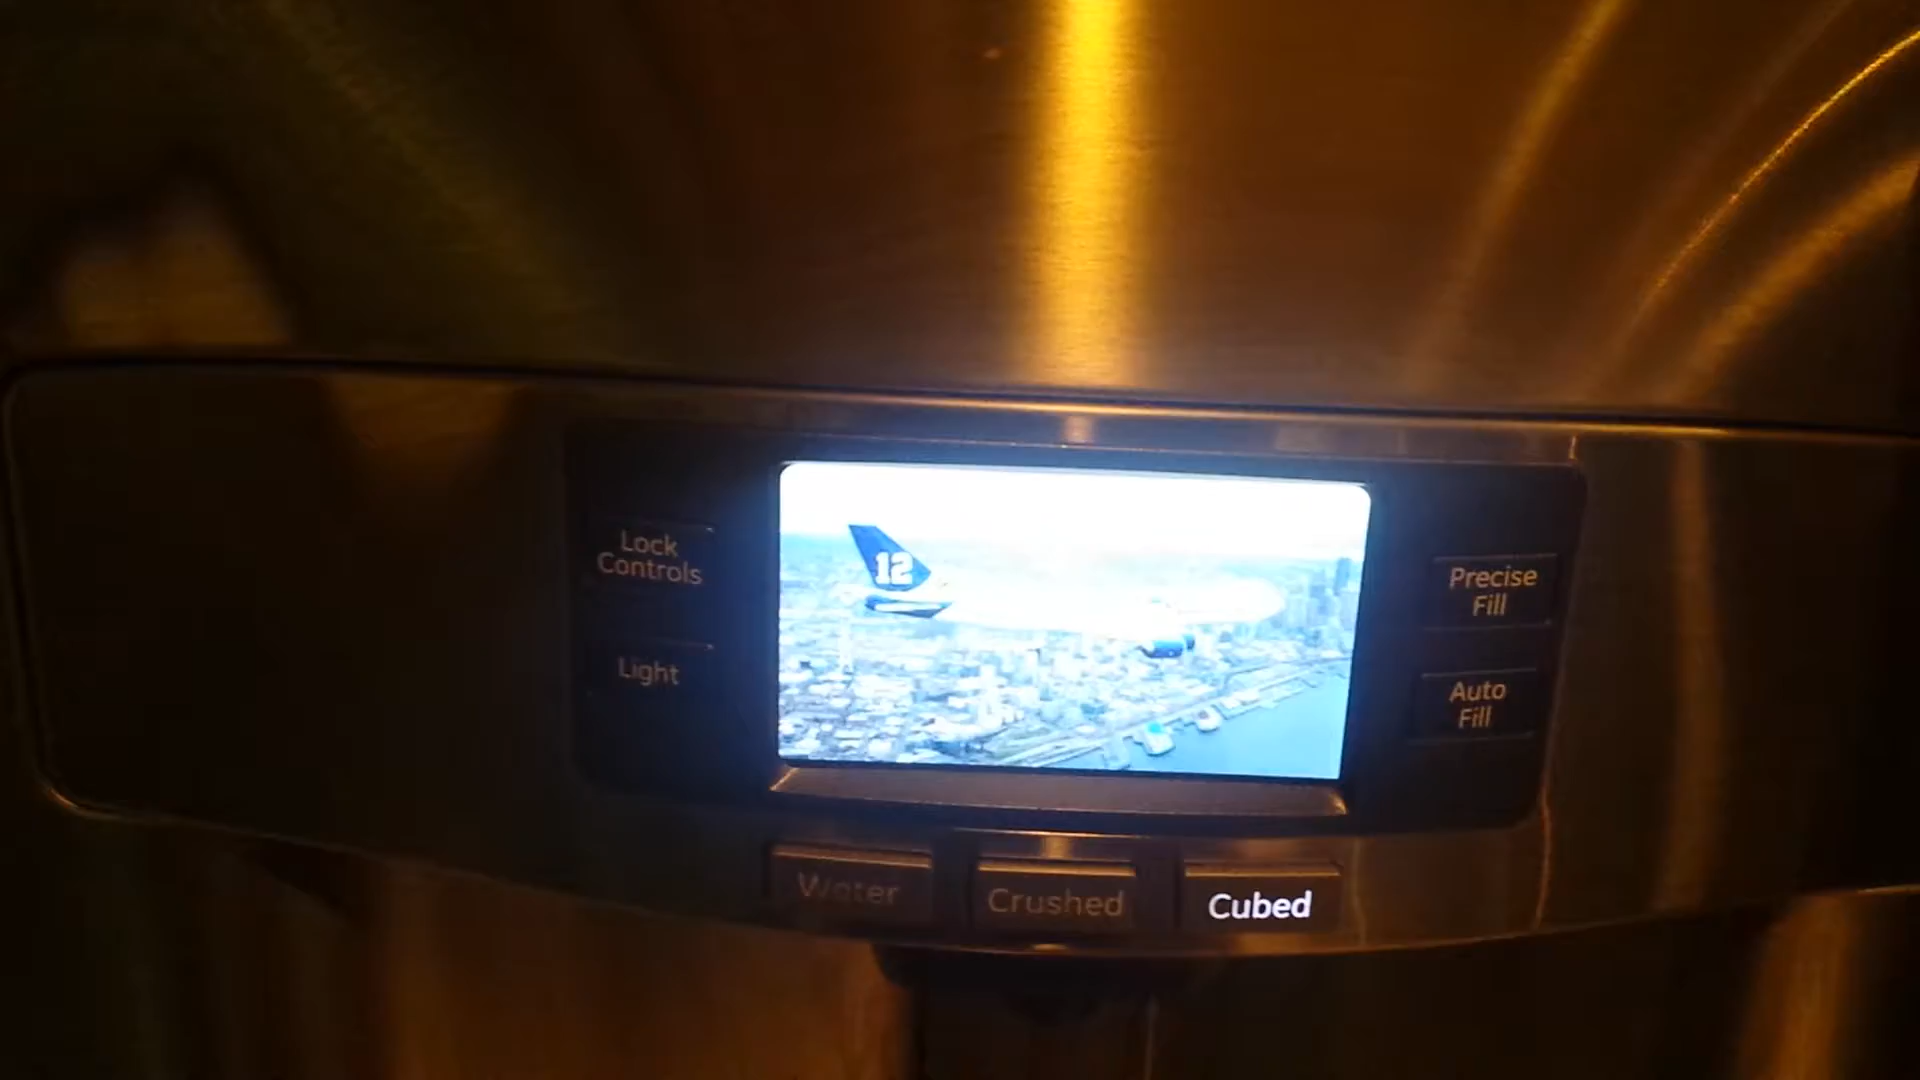 Lock
Controls
Light
12
Precise
Fill
Auto
Fill
Water
Crushed
Cubed